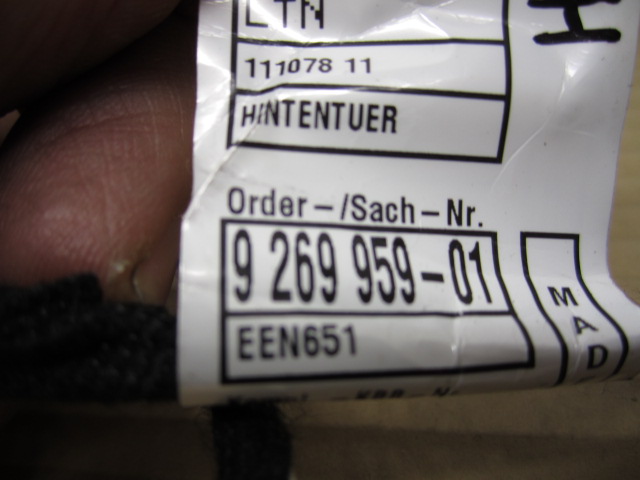 LTN
H
111078 11
HINTENTUER
Order-/Sach-Nr.
9 269 959-01
EEN651
MAD